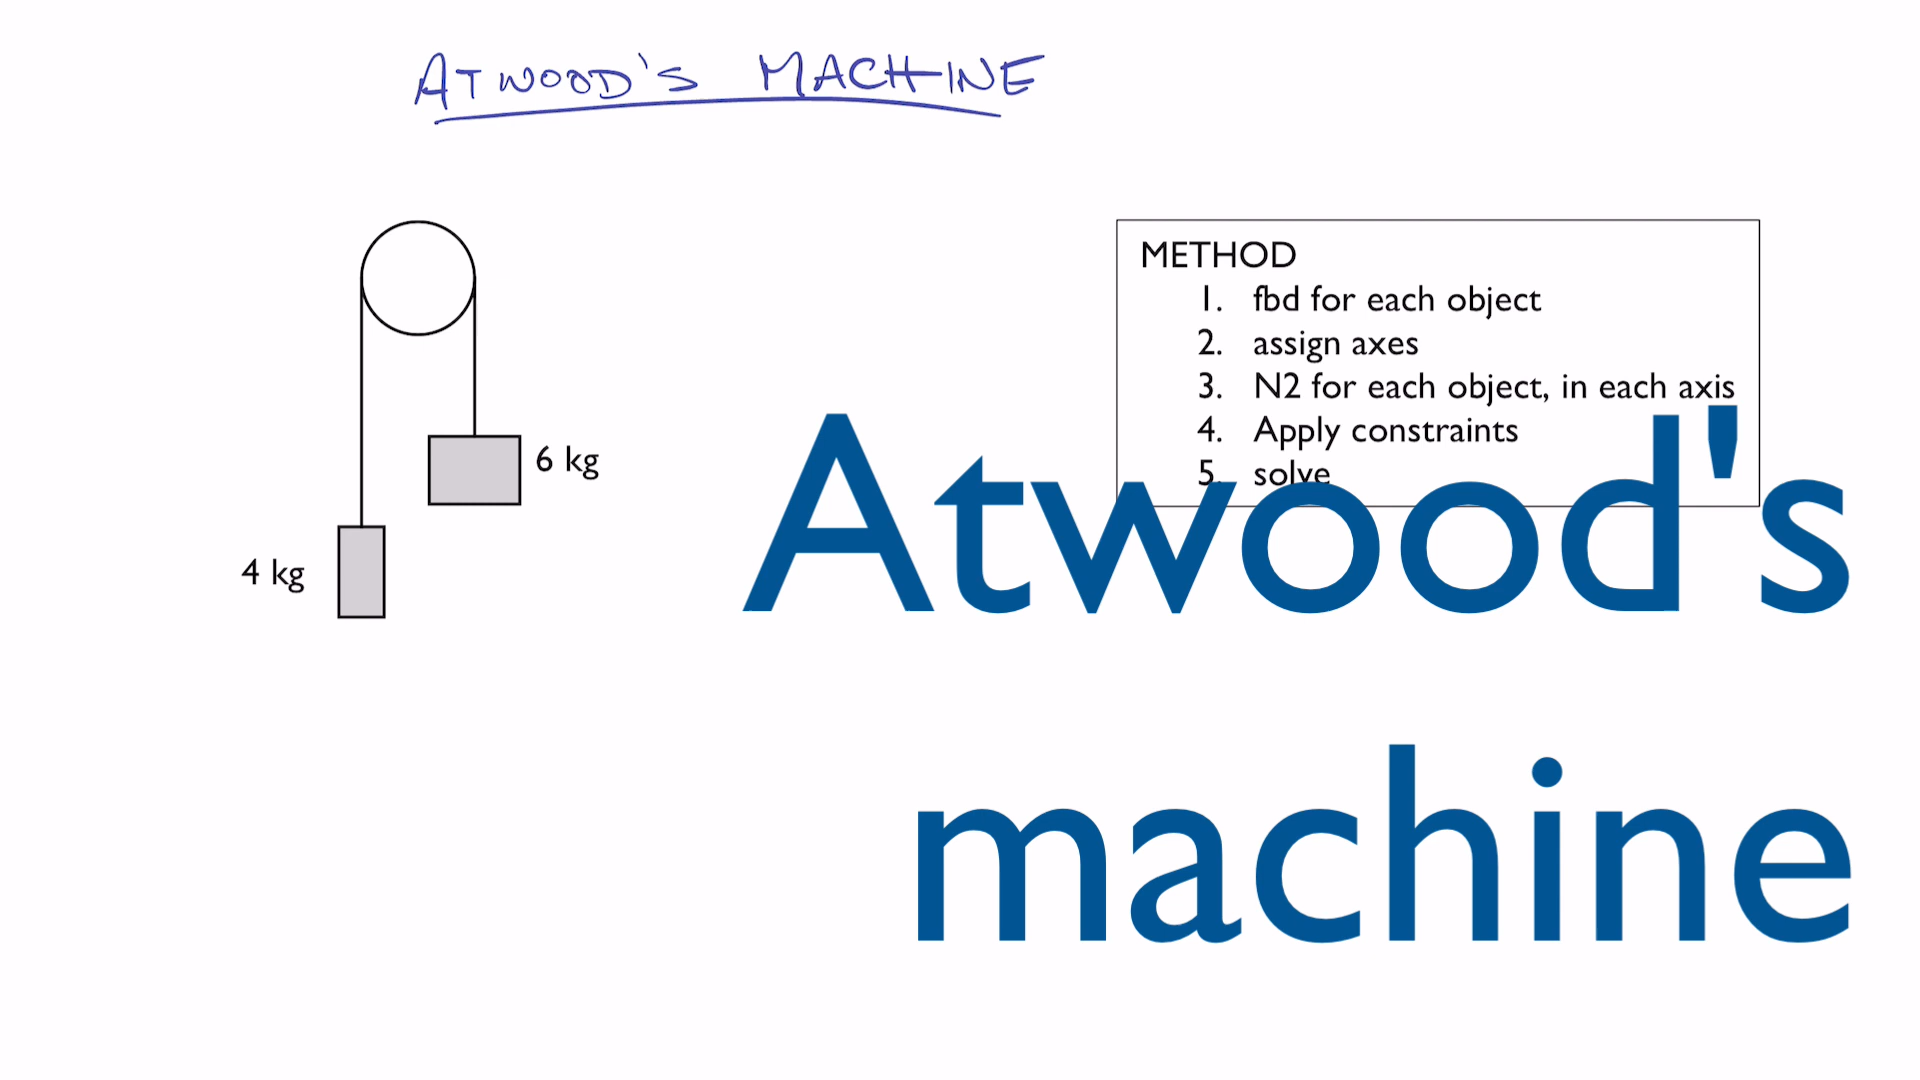 ATWOOD'S MACHINE
METHOD
1. fbd for each object
2. assign axes
3. N2 for each object, in each axis
4. Apply constraints
5. solve
6 kg
4 kg
Atwood's
machine